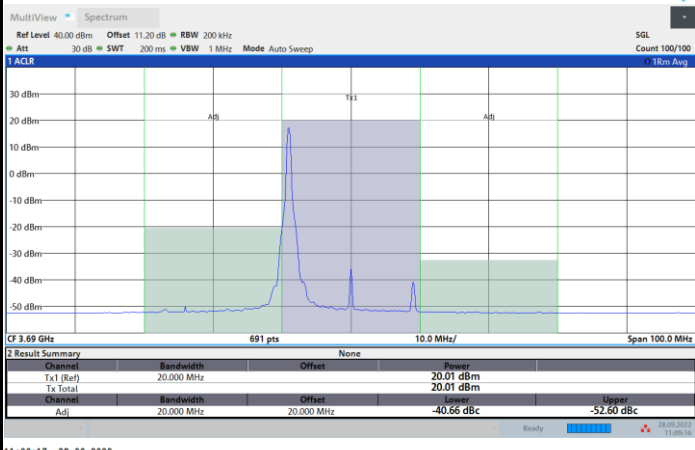 MultiView Spectrum
Ref Level 40.00 dBm Offset 11.20 dB RBW 200 kHz SGL
Att 30 dB SWT 200 ms VBW 1 MHz Mode Auto Sweep Count 100/100
1 ACLR 1Rm Avg
30 dBm
Tx1
20 dBm Adj Adj
10 dBm
0 dBm
-10 dBm
-20 dBm
-30 dBm
-40 dBm
-50 dBm
CF 3.69 GHz 691 pts 10.0 MHz/ Span 100.0 MHz
2 Result Summary None
Channel Bandwidth Offset Power
Tx1 (Ref) 20.000 MHz 20.01 dBm
Tx Total 20.01 dBm
Channel Bandwidth Offset Lower Upper
Adj 20.000 MHz 20.000 MHz -40.66 dBc -52.60 dBc
Ready 28.09.2022
11:09:16